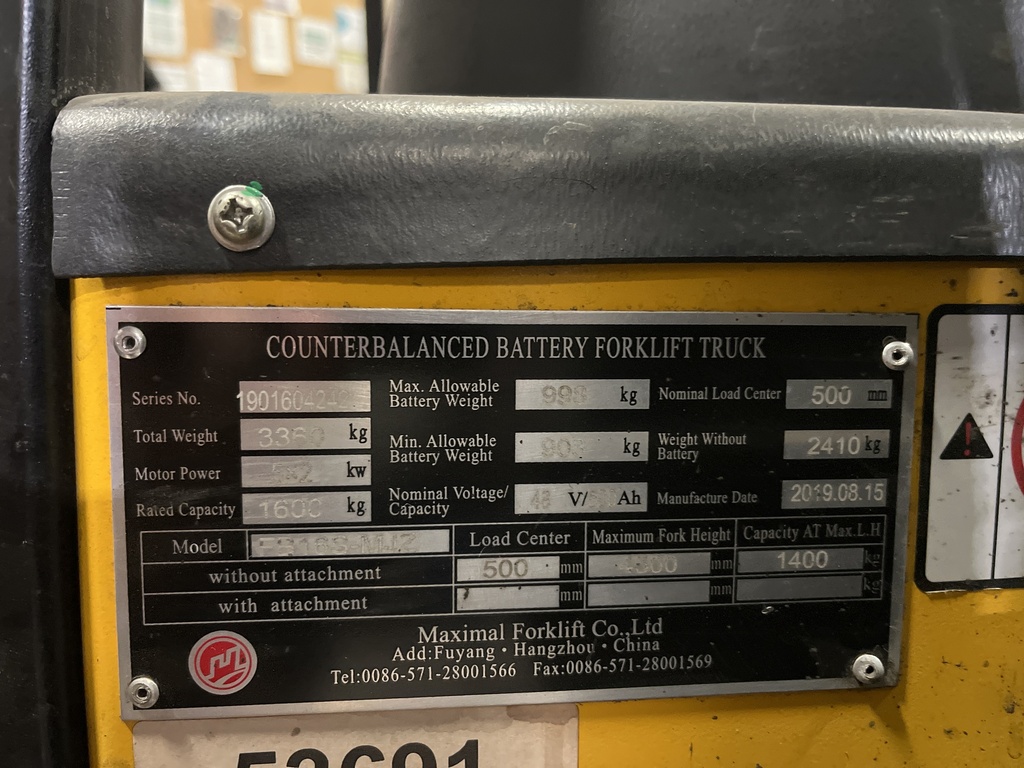 COUNTERBALANCED BATTERY FORKLIFT TRUCK
Series No.
Max. Allowable
Battery Weight
kg
Nominal Load Center
500 mm
Total Weight
kg
Min. Allowable
Battery Weight
kg
Weight Without
Battery
2410 kg
Motor Power
kw
Rated Capacity
1600 kg
Nominal Voltage/
Capacity
V/ Ah
Manufacture Date
2019.08.15
Model
Load Center
Maximum Fork Height
Capacity AT Max.L.H
without attachment
500 mm
mm
1400 kg
with attachment
mm
mm
kg
Maximal Forklift Co.,Ltd
Add:Fuyang·Hangzhou·China
Tel:0086-571-28001566 Fax:0086-571-28001569
52691